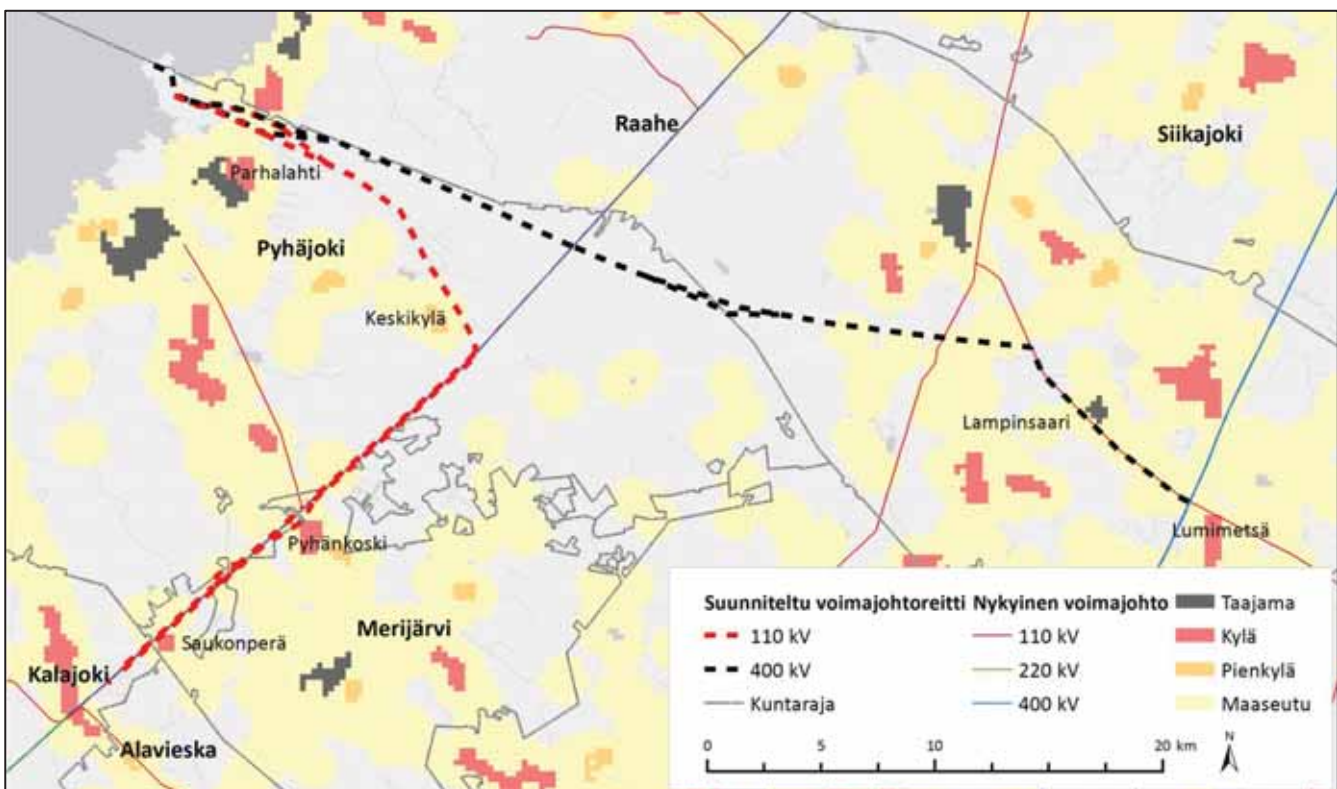 Raahe
Siikajoki
Parhalahti
Pyhäjoki
Keskikylä
Lampinsaari
Pyhänkoski
Lumimetsä
Merijärvi
Saukonperä
Kalajoki
Alavieska
Suunniteltu voimajohtoreitti
110 kV
400 kV
Kuntaraja
Nykyinen voimajohto
110 kV
220 kV
400 kV
Taajama
Kylä
Pienkylä
Maaseutu
0 5 10 20 km
N